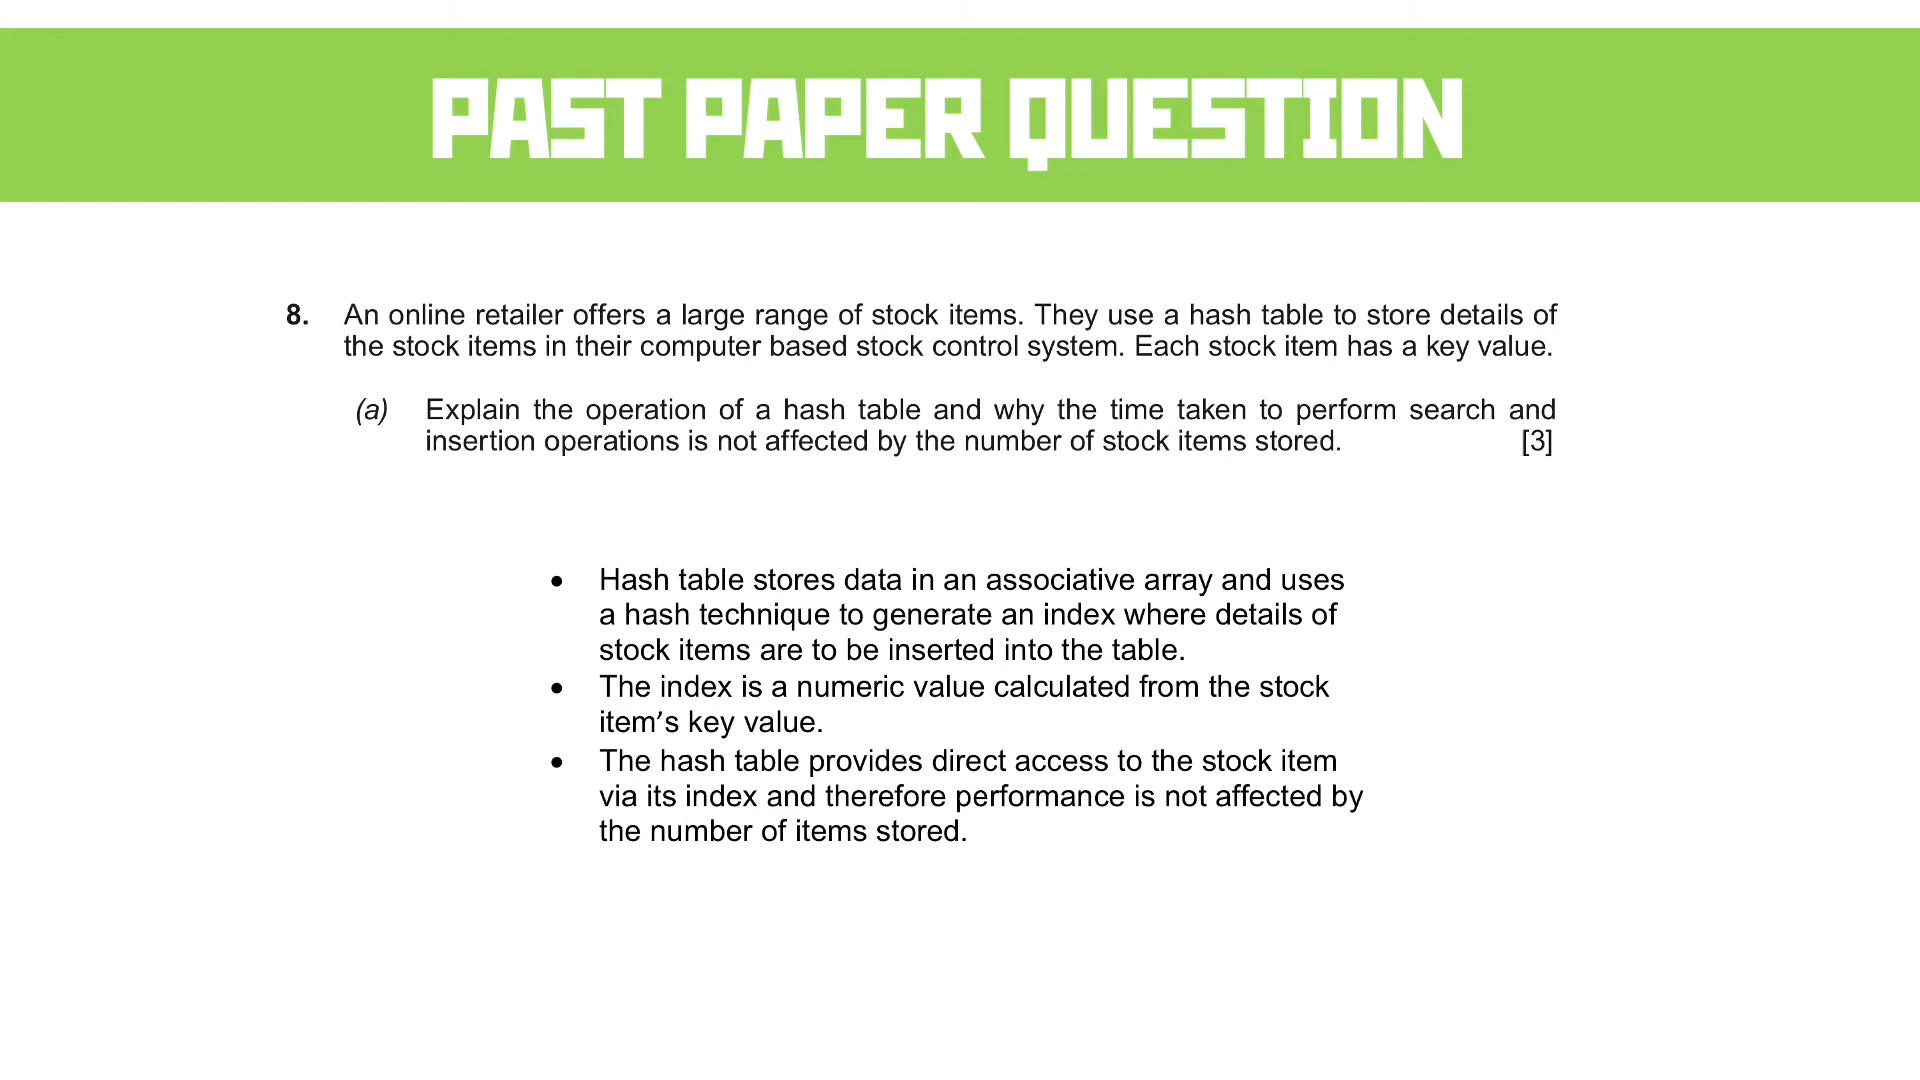 PAST PAPER QUESTION
8. An online retailer offers a large range of stock items. They use a hash table to store details of
the stock items in their computer based stock control system. Each stock item has a key value.
(a) Explain the operation of a hash table and why the time taken to perform search and
insertion operations is not affected by the number of stock items stored. [3]
• Hash table stores data in an associative array and uses
a hash technique to generate an index where details of
stock items are to be inserted into the table.
• The index is a numeric value calculated from the stock
item’s key value.
• The hash table provides direct access to the stock item
via its index and therefore performance is not affected by
the number of items stored.